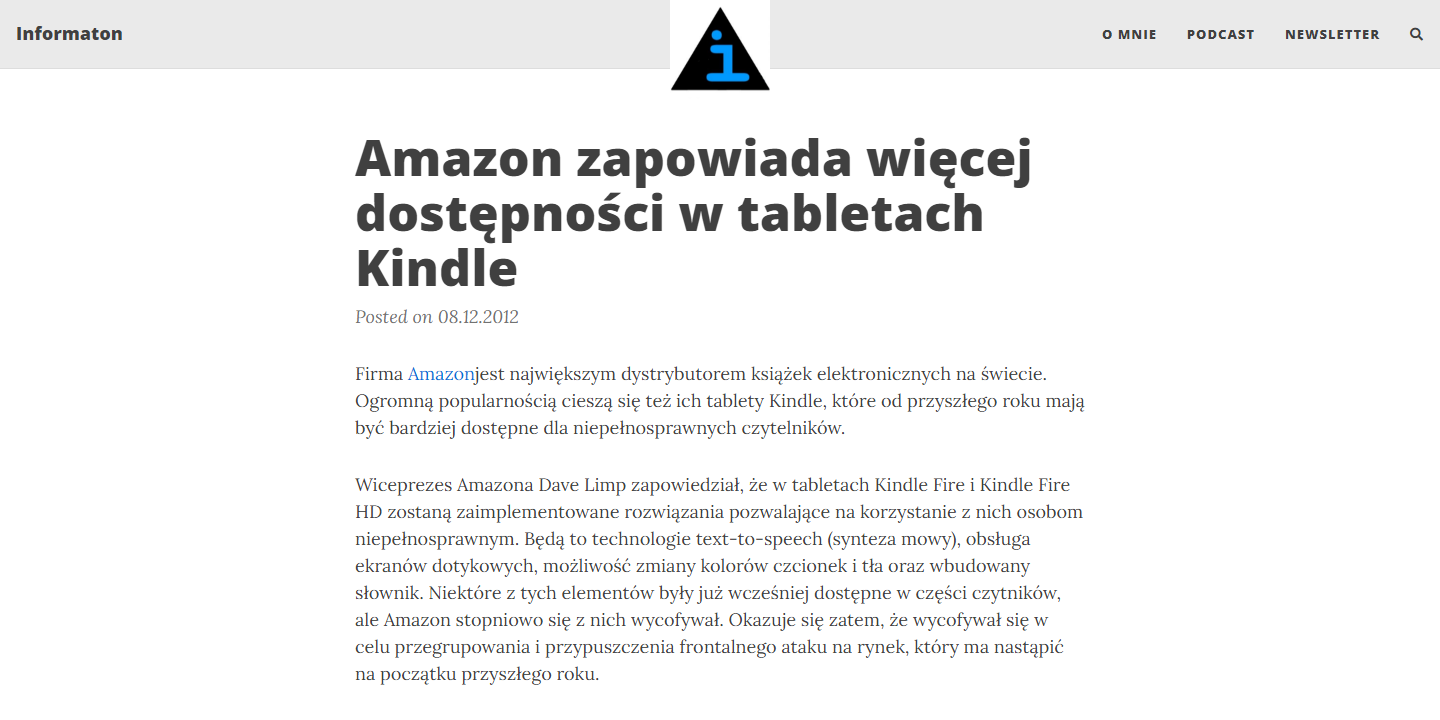 Informaton
i
O MNIE
PODCAST
NEWSLETTER
Amazon zapowiada więcej
dostępności w tabletach
Kindle
Posted on 08.12.2012
Firma Amazonjest największym dystrybutorem książek elektronicznych na świecie.
Ogromną popularnością cieszą się też ich tablety Kindle, które od przyszłego roku mają
być bardziej dostępne dla niepełnosprawnych czytelników.
Wiceprezes Amazona Dave Limp zapowiedział, że w tabletach Kindle Fire i Kindle Fire
HD zostaną zaimplementowane rozwiązania pozwalające na korzystanie z nich osobom
niepełnosprawnym. Będą to technologie text-to-speech (synteza mowy), obsługa
ekranów dotykowych, możliwość zmiany kolorów czcionek i tła oraz wbudowany
słownik. Niektóre z tych elementów były już wcześniej dostępne w części czytników,
ale Amazon stopniowo się z nich wycofywał. Okazuje się zatem, że wycofywał się w
celu przegrupowania i przypuszczenia frontalnego ataku na rynek, który ma nastąpić
na początku przyszłego roku.